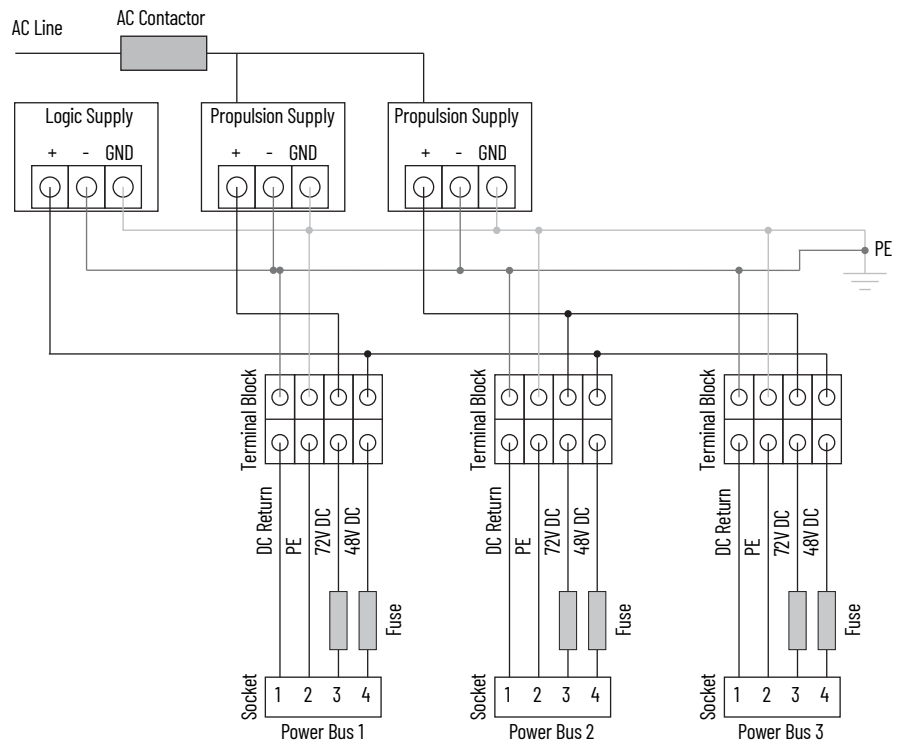 AC Line
AC Contactor
Logic Supply
Propulsion Supply
Propulsion Supply
+ - GND
+ - GND
+ - GND
PE
Terminal Block
Terminal Block
Terminal Block
DC Return
PE
72V DC
48V DC
DC Return
PE
72V DC
48V DC
DC Return
PE
72V DC
48V DC
Fuse
Fuse
Fuse
Socket
1 2 3 4
Socket
1 2 3 4
Socket
1 2 3 4
Power Bus 1
Power Bus 2
Power Bus 3